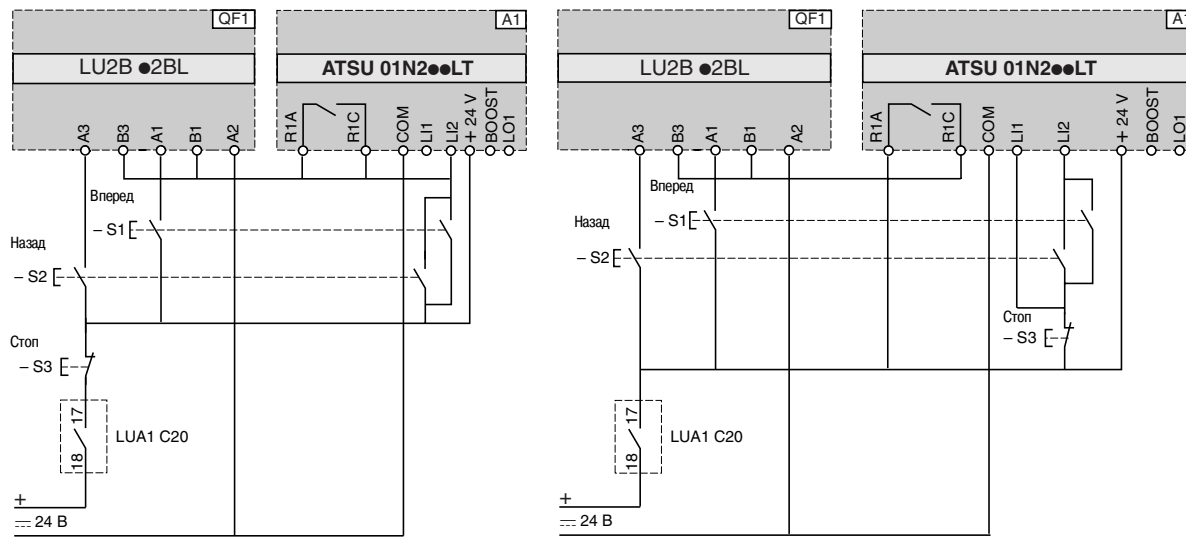 QF1
A1
LU2B ●2BL
ATSU 01N2●●LT
A3
B3
A1
B1
A2
R1A
R1C
COM
LI1
LI2
+ 24 V
BOOST
LO1
Вперед
– S1
Назад
– S2
Стоп
– S3
17
18
LUA1 C20
+
24 В
QF1
LU2B ●2BL
ATSU 01N2●●LT
A3
B3
A1
B1
A2
R1A
R1C
COM
LI1
LI2
+ 24 V
BOOST
LO1
Вперед
– S1
Назад
– S2
Стоп
– S3
17
18
LUA1 C20
+
24 В